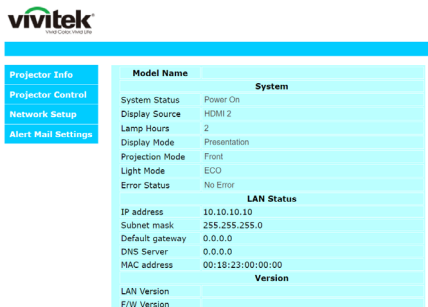 vivitek
Vivid Color, Vivid Life
Projector Info
Projector Control
Network Setup
Alert Mail Settings
Model Name
System
System Status Power On
Display Source HDMI 2
Lamp Hours 2
Display Mode Presentation
Projection Mode Front
Light Mode ECO
Error Status No Error
LAN Status
IP address 10.10.10.10
Subnet mask 255.255.255.0
Default gateway 0.0.0.0
DNS Server 0.0.0.0
MAC address 00:18:23:00:00:00
Version
LAN Version
F/W Version